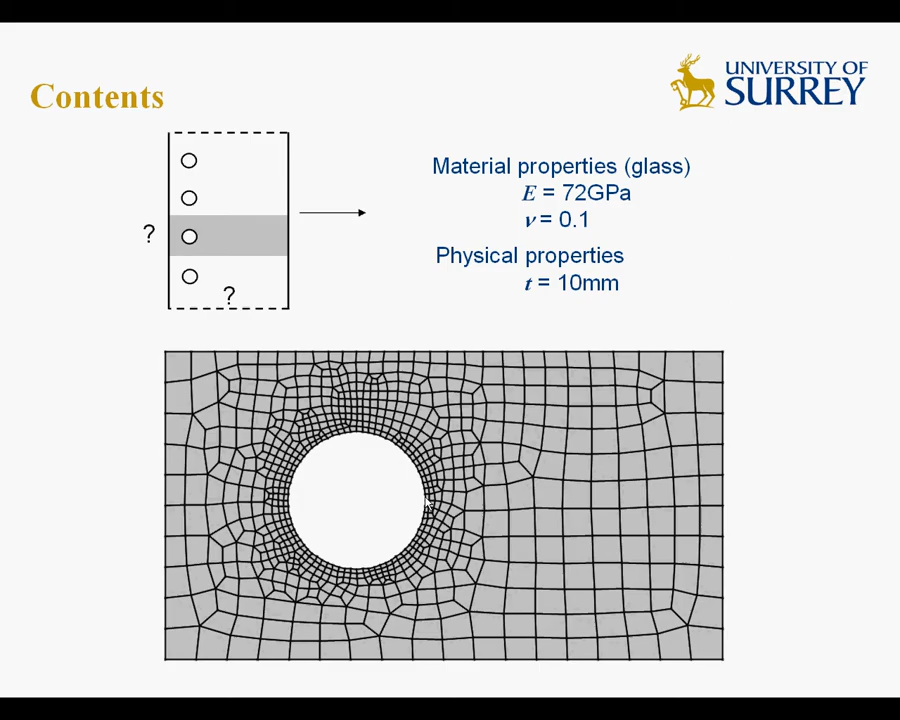 UNIVERSITY OF
SURREY
Contents
?
?
Material properties (glass)
E = 72GPa
ν = 0.1
Physical properties
t = 10mm